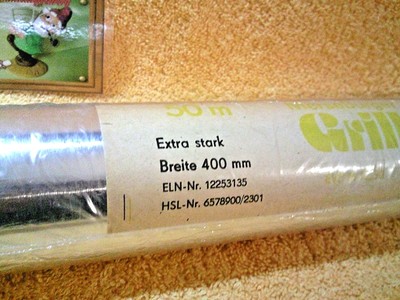 50 m
Grill
Extra stark
Breite 400 mm
ELN-Nr. 12253135
HSL-Nr. 6578900/2301